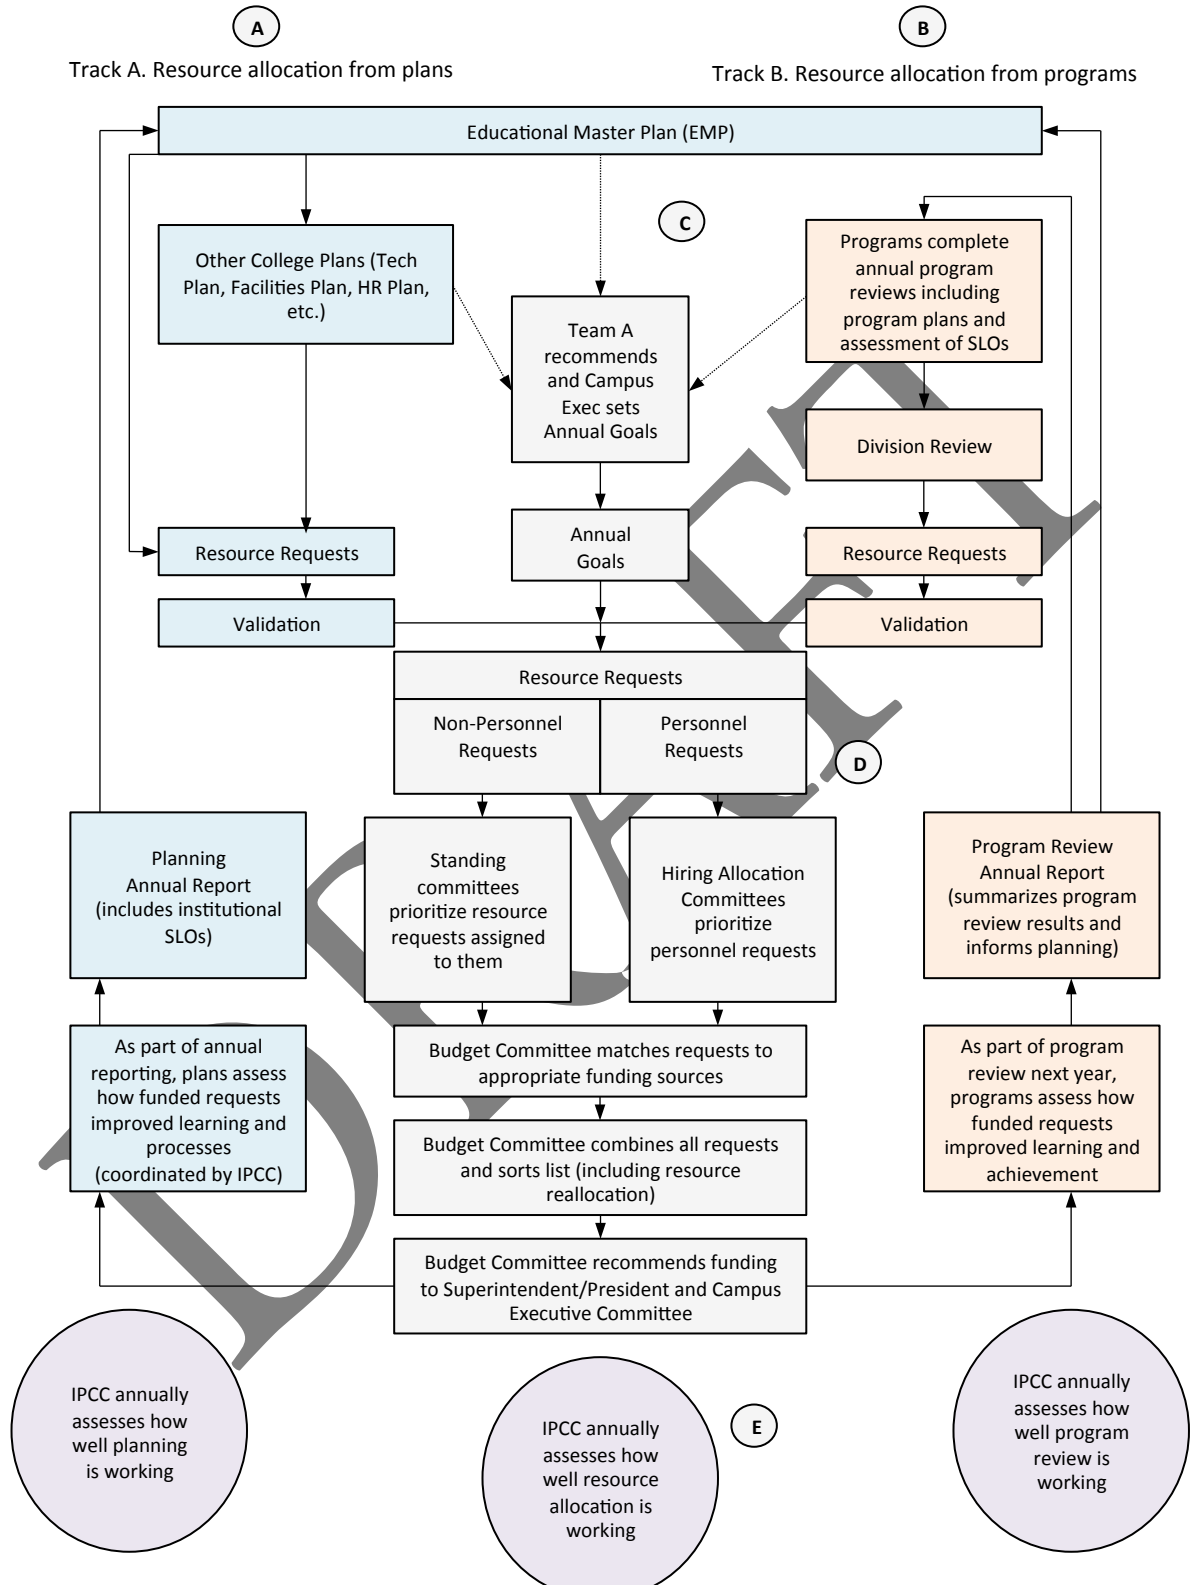 A
B
Track A. Resource allocation from plans
Track B. Resource allocation from programs
Educational Master Plan (EMP)
C
Other College Plans (Tech
Plan, Facilities Plan, HR Plan,
etc.)
Programs complete
annual program
reviews including
program plans and
assessment of SLOs
Team A
recommends
and Campus
Exec sets
Annual Goals
Division Review
Resource Requests
Annual
Goals
Resource Requests
Validation
Validation
Resource Requests
Non-Personnel
Requests
Personnel
Requests
D
Planning
Annual Report
(includes institutional
SLOs)
Standing
committees
prioritize resource
requests assigned
to them
Hiring Allocation
Committees
prioritize
personnel requests
Program Review
Annual Report
(summarizes program
review results and
informs planning)
As part of annual
reporting, plans assess
how funded requests
improved learning and
processes
(coordinated by IPCC)
Budget Committee matches requests to
appropriate funding sources
As part of program
review next year,
programs assess how
funded requests
improved learning and
achievement
Budget Committee combines all requests
and sorts list (including resource
reallocation)
Budget Committee recommends funding
to Superintendent/President and Campus
Executive Committee
IPCC annually
assesses how
well planning
is working
IPCC annually
assesses how
well resource
allocation is
working
E
IPCC annually
assesses how
well program
review is
working
DRAFT